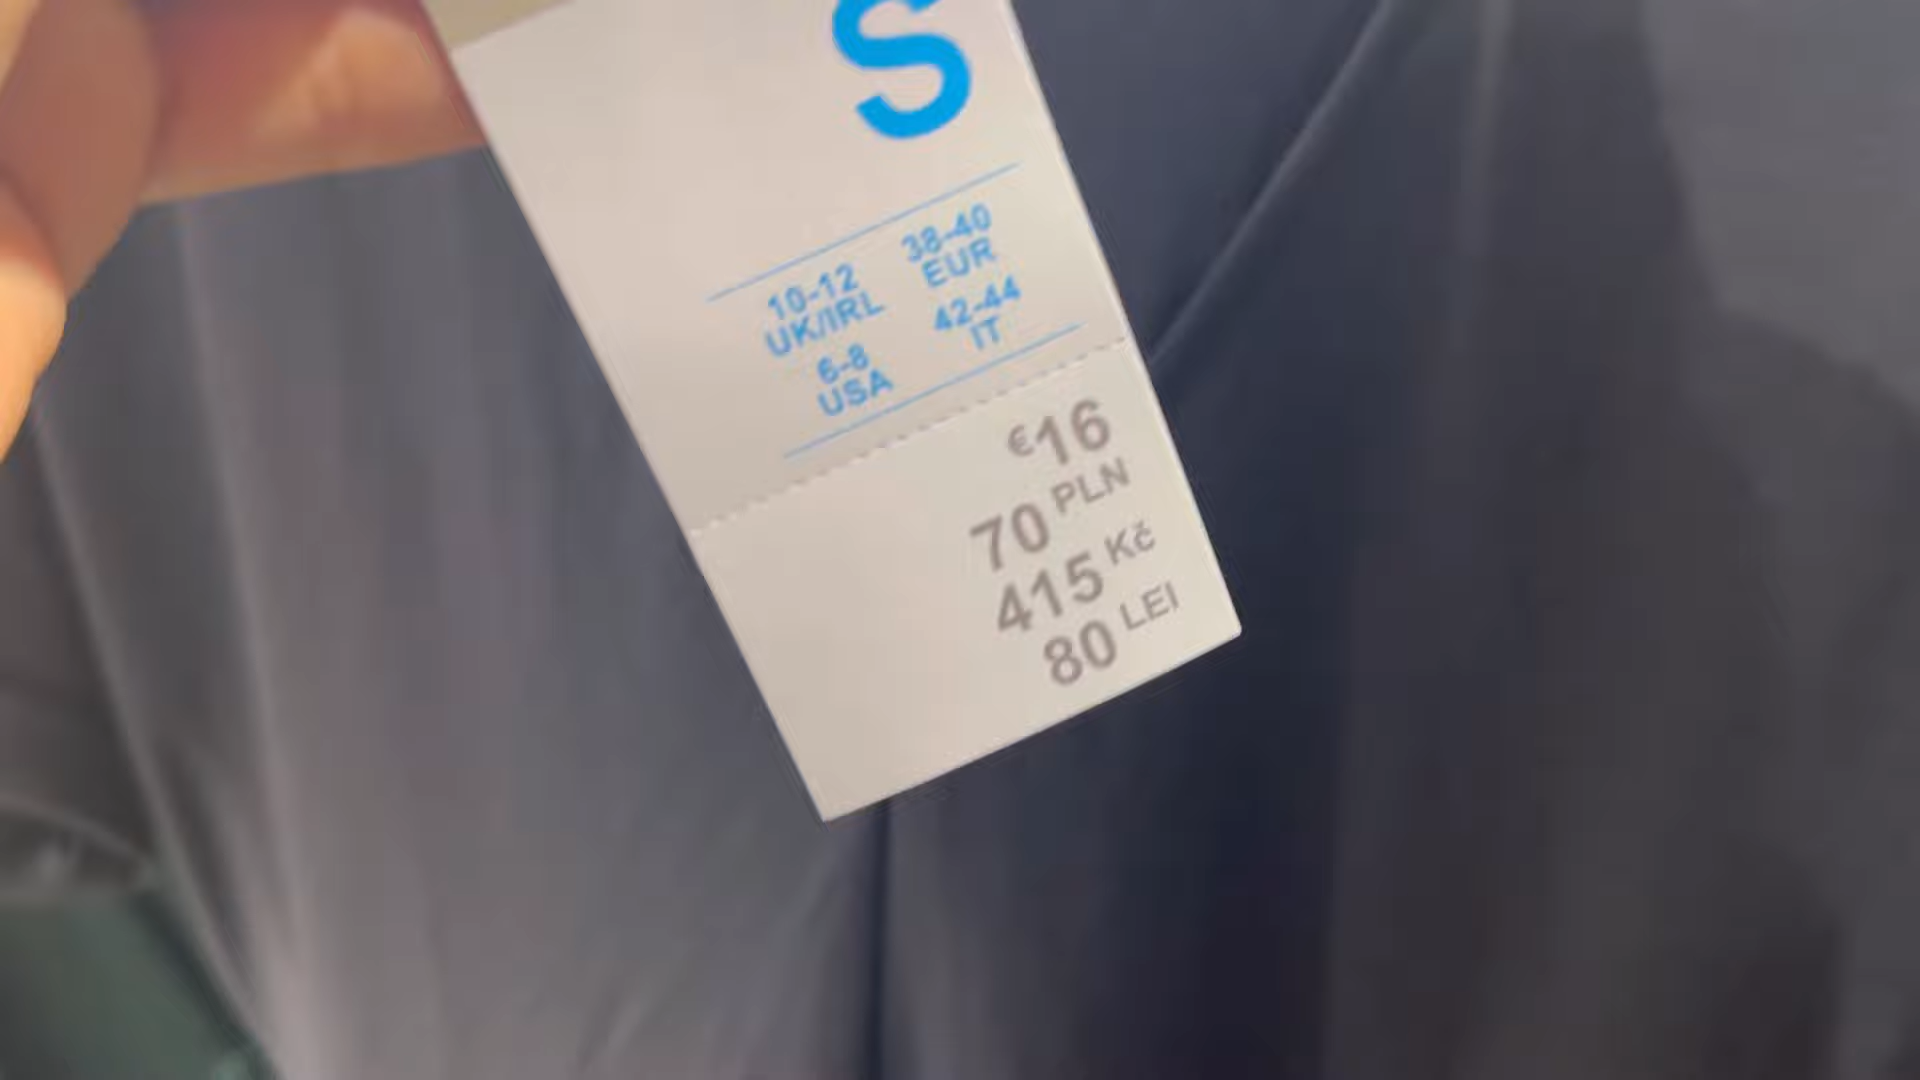 S
10-12 38-40
UK/IRL EUR
6-8 42-44
USA IT
€16
70 PLN
415 Kč
80 LEI